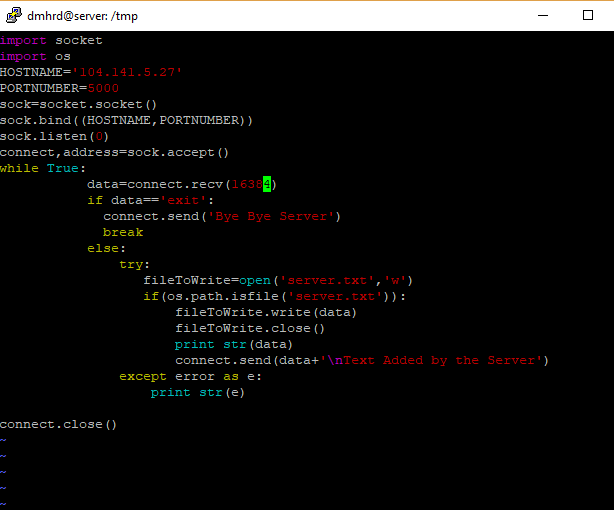 dmhrd@server: /tmp
import socket
import os
HOSTNAME='104.141.5.27'
PORTNUMBER=5000
sock=socket.socket()
sock.bind((HOSTNAME,PORTNUMBER))
sock.listen(0)
connect,address=sock.accept()
while True:
           data=connect.recv(16384)
           if data=='exit':
             connect.send('Bye Bye Server')
             break
           else:
               try:
                  fileToWrite=open('server.txt','w')
                  if(os.path.isfile('server.txt')):
                      fileToWrite.write(data)
                      fileToWrite.close()
                      print str(data)
                      connect.send(data+'\nText Added by the Server')
               except error as e:
                   print str(e)

connect.close()
~
~
~
~
~